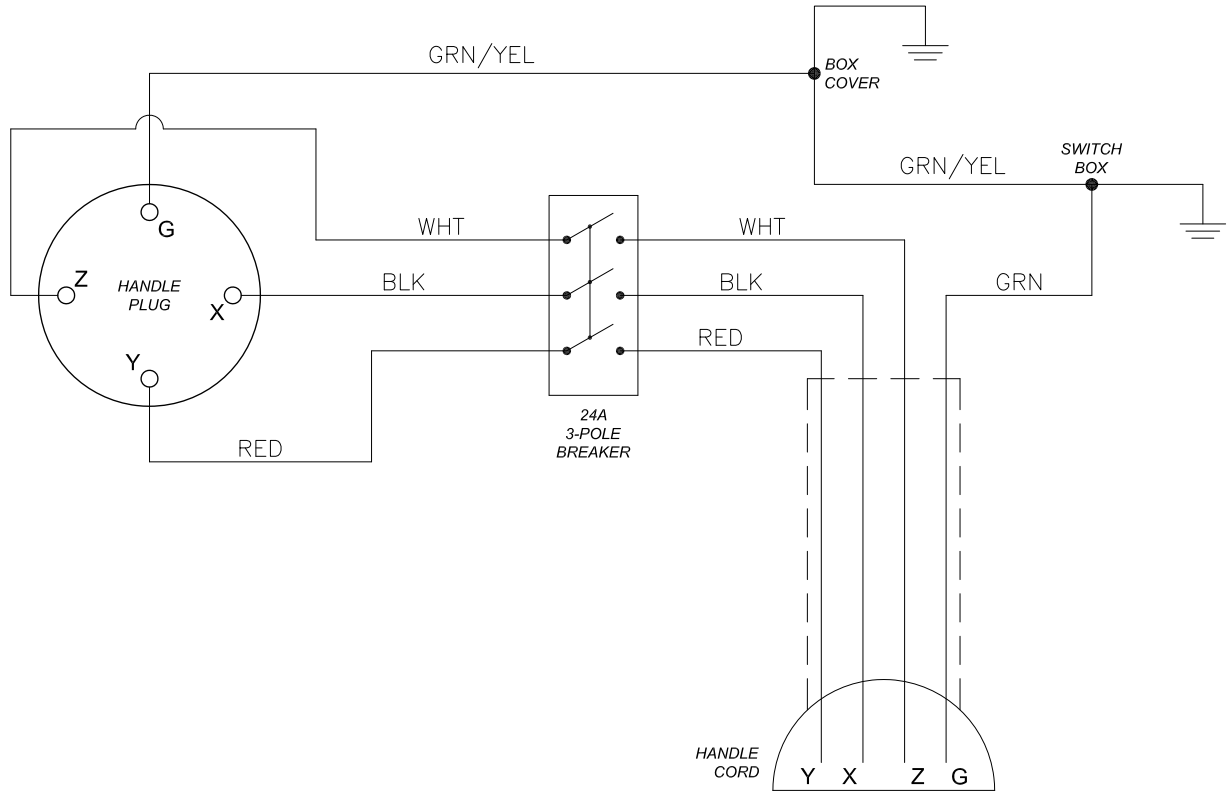 GRN/YEL
BOX
COVER
SWITCH
BOX
GRN/YEL
G
WHT
WHT
Z
HANDLE
PLUG
X
BLK
BLK
GRN
Y
RED
RED
24A
3-POLE
BREAKER
HANDLE
CORD
Y X Z G